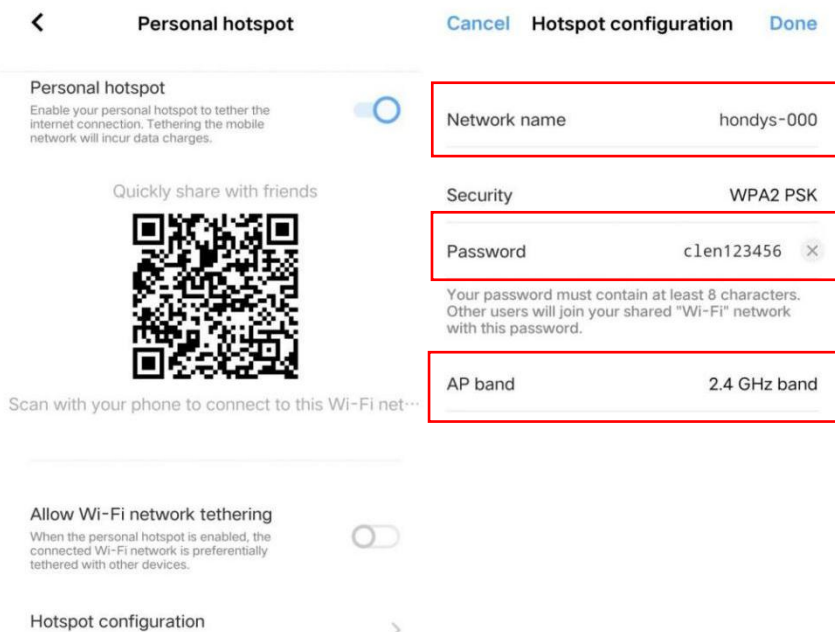 Personal hotspot
Personal hotspot
Enable your personal hotspot to tether the
internet connection. Tethering the mobile
network will incur data charges.
Quickly share with friends
Scan with your phone to connect to this Wi-Fi net···
Allow Wi-Fi network tethering
When the personal hotspot is enabled, the
connected Wi-Fi network is preferentially
tethered with other devices.
Hotspot configuration
Cancel Hotspot configuration Done
Network name hondys-000
Security WPA2 PSK
Password clen123456
Your password must contain at least 8 characters.
Other users will join your shared "Wi-Fi" network
with this password.
AP band 2.4 GHz band